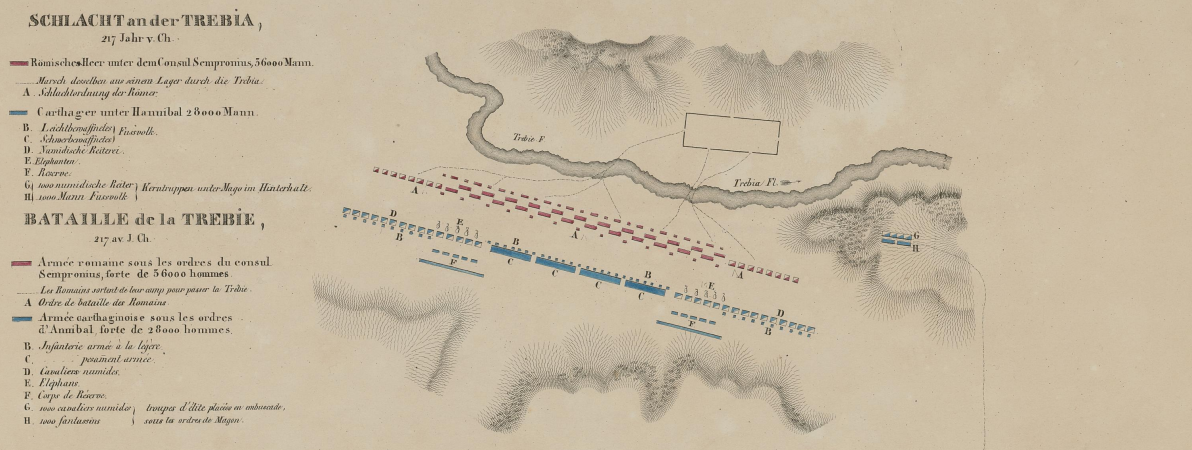 SCHLACHT an der TREBIA,
217 Jahr v. Ch.
Römisches Heer unter dem Consul Sempronius, 36000 Mann.
Marsch desselben aus seinem Lager durch die Trebia.
A. Schlachtordnung der Römer.
Carthager unter Hannibal 28000 Mann.
B. Leichtbewaffnetes
C. Schwerbewaffnetes
Fussvolk.
D. Numidische Reiterei.
E. Elephanten.
F. Reserve.
G. 1000 numidische Reiter
H. 1000 Mann Fussvolk
Kerntruppen unter Mago im Hinterhalt.
BATAILLE de la TREBIE,
217 av. J. Ch.
Armée romaine sous les ordres du consul
Sempronius, forte de 36000 hommes.
Les Romains sortant de leur camp pour passer la Trebie.
A Ordre de bataille des Romains.
Armée carthaginoise sous les ordres
d'Annibal, forte de 28000 hommes.
B. Infanterie armée à la légère.
C. pesament armée.
D. Cavaliers numides.
E. Eléphans.
F. Corps de Réserve.
G. 1000 cavaliers numides
H. 1000 fantassins
troupes d'élite placées en embuscade,
sous les ordres de Magon.
Trebia F.
Trebia Fl.
A
A
A
D
B
E
F
B
C
C
C
B
C
E
F
D
B
G
H